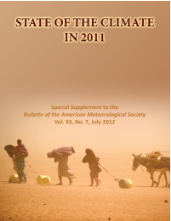 STATE OF THE CLIMATE
IN 2011
Special Supplement to the
Bulletin of the American Meteorological Society
Vol. 93, No. 7, July 2012